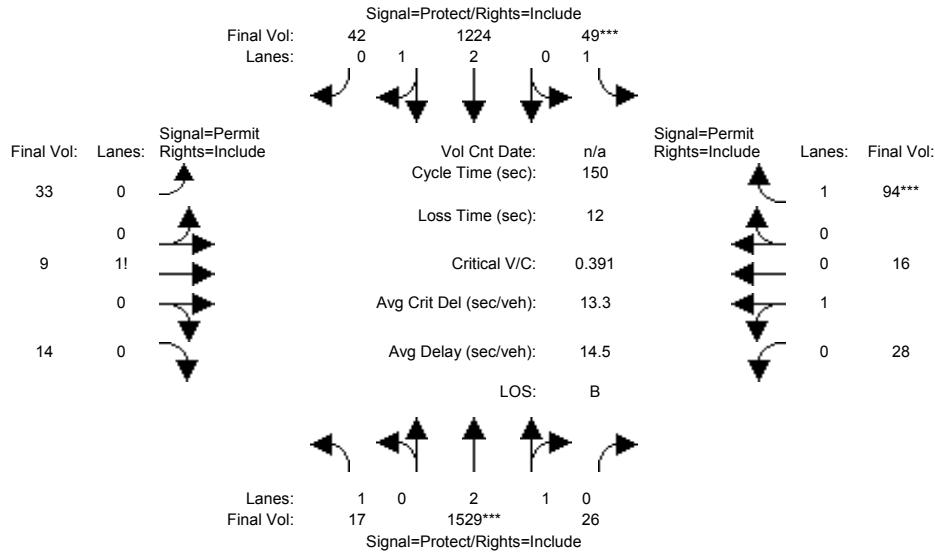 Signal=Protect/Rights=Include
Final Vol: 42 1224 49***
Lanes: 0 1 2 0 1
Signal=Permit
Final Vol: Lanes: Rights=Include
Vol Cnt Date: n/a
Signal=Permit
Rights=Include Lanes: Final Vol:
Cycle Time (sec): 150
33 0
1 94***
Loss Time (sec): 12
0
0
9 1!
Critical V/C: 0.391
0 16
0
Avg Crit Del (sec/veh): 13.3
1
14 0
Avg Delay (sec/veh): 14.5
0 28
LOS: B
Lanes: 1 0 2 1 0
Final Vol: 17 1529*** 26
Signal=Protect/Rights=Include